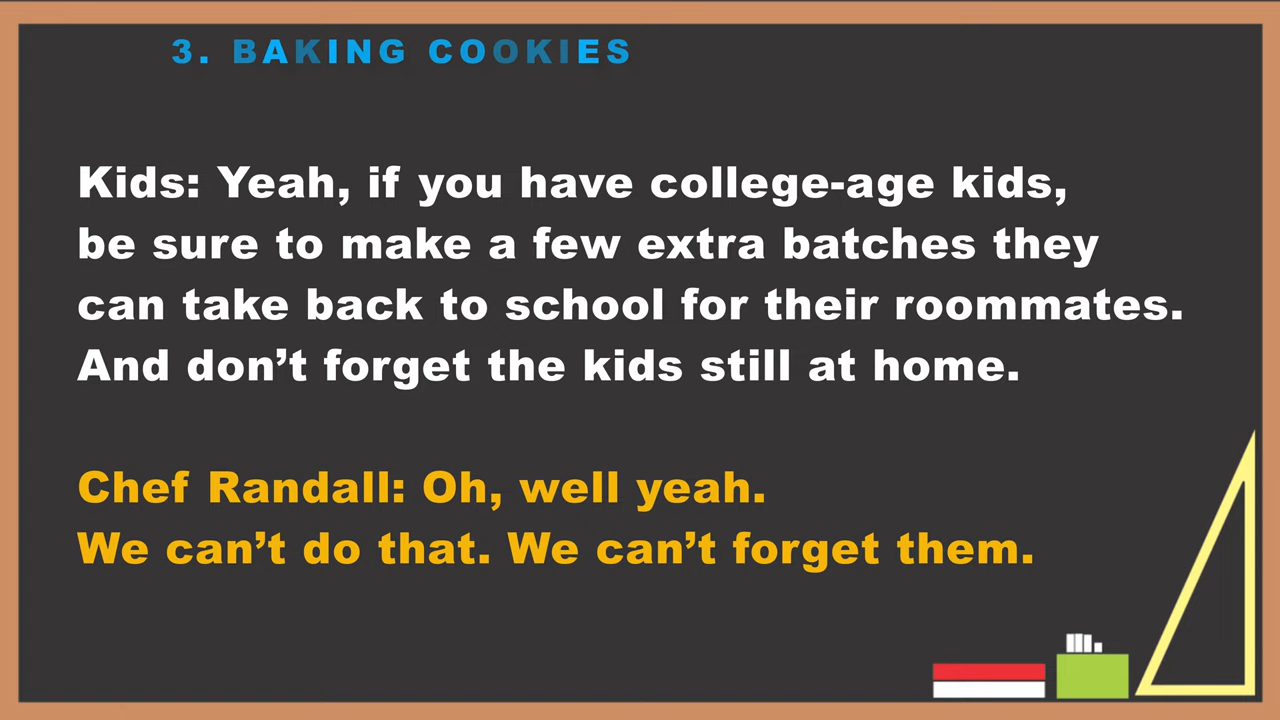 3. BAKING COOKIES
Kids: Yeah, if you have college-age kids,
be sure to make a few extra batches they
can take back to school for their roommates.
And don’t forget the kids still at home.
Chef Randall: Oh, well yeah.
We can’t do that. We can’t forget them.